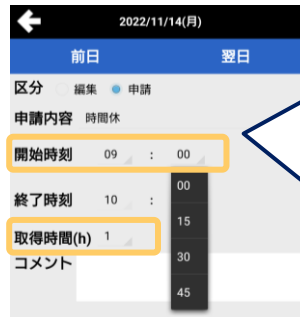 2022/11/14(月)
前日 翌日
区分 編集 申請
申請内容 時間休
開始時刻 09 : 00
00
終了時刻 10 :
15
取得時間(h) 1
30
コメント
45